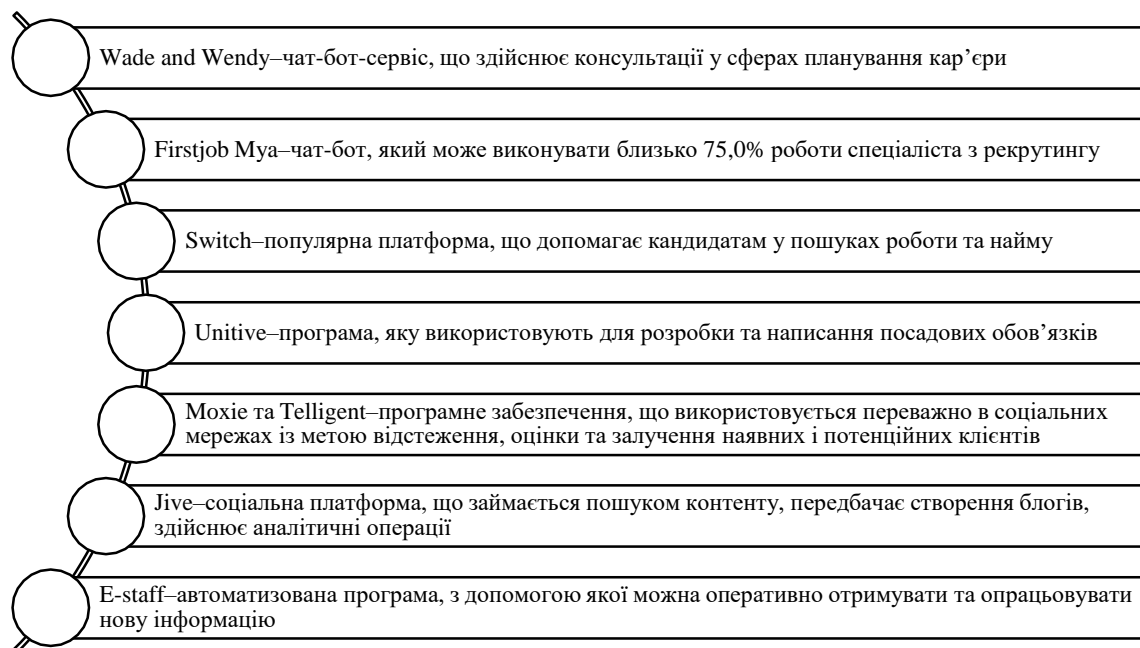 Wade and Wendy–чат-бот-сервіс, що здійснює консультації у сферах планування кар’єри
Firstjob Mya–чат-бот, який може виконувати близько 75,0% роботи спеціаліста з рекрутингу
Switch–популярна платформа, що допомагає кандидатам у пошуках роботи та найму
Unitive–програма, яку використовують для розробки та написання посадових обов’язків
Moxie та Telligent–програмне забезпечення, що використовується переважно в соціальних
мережах із метою відстеження, оцінки та залучення наявних і потенційних клієнтів
Jive–соціальна платформа, що займається пошуком контенту, передбачає створення блогів,
здійснює аналітичні операції
E-staff–автоматизована програма, з допомогою якої можна оперативно отримувати та опрацьовувати
нову інформацію